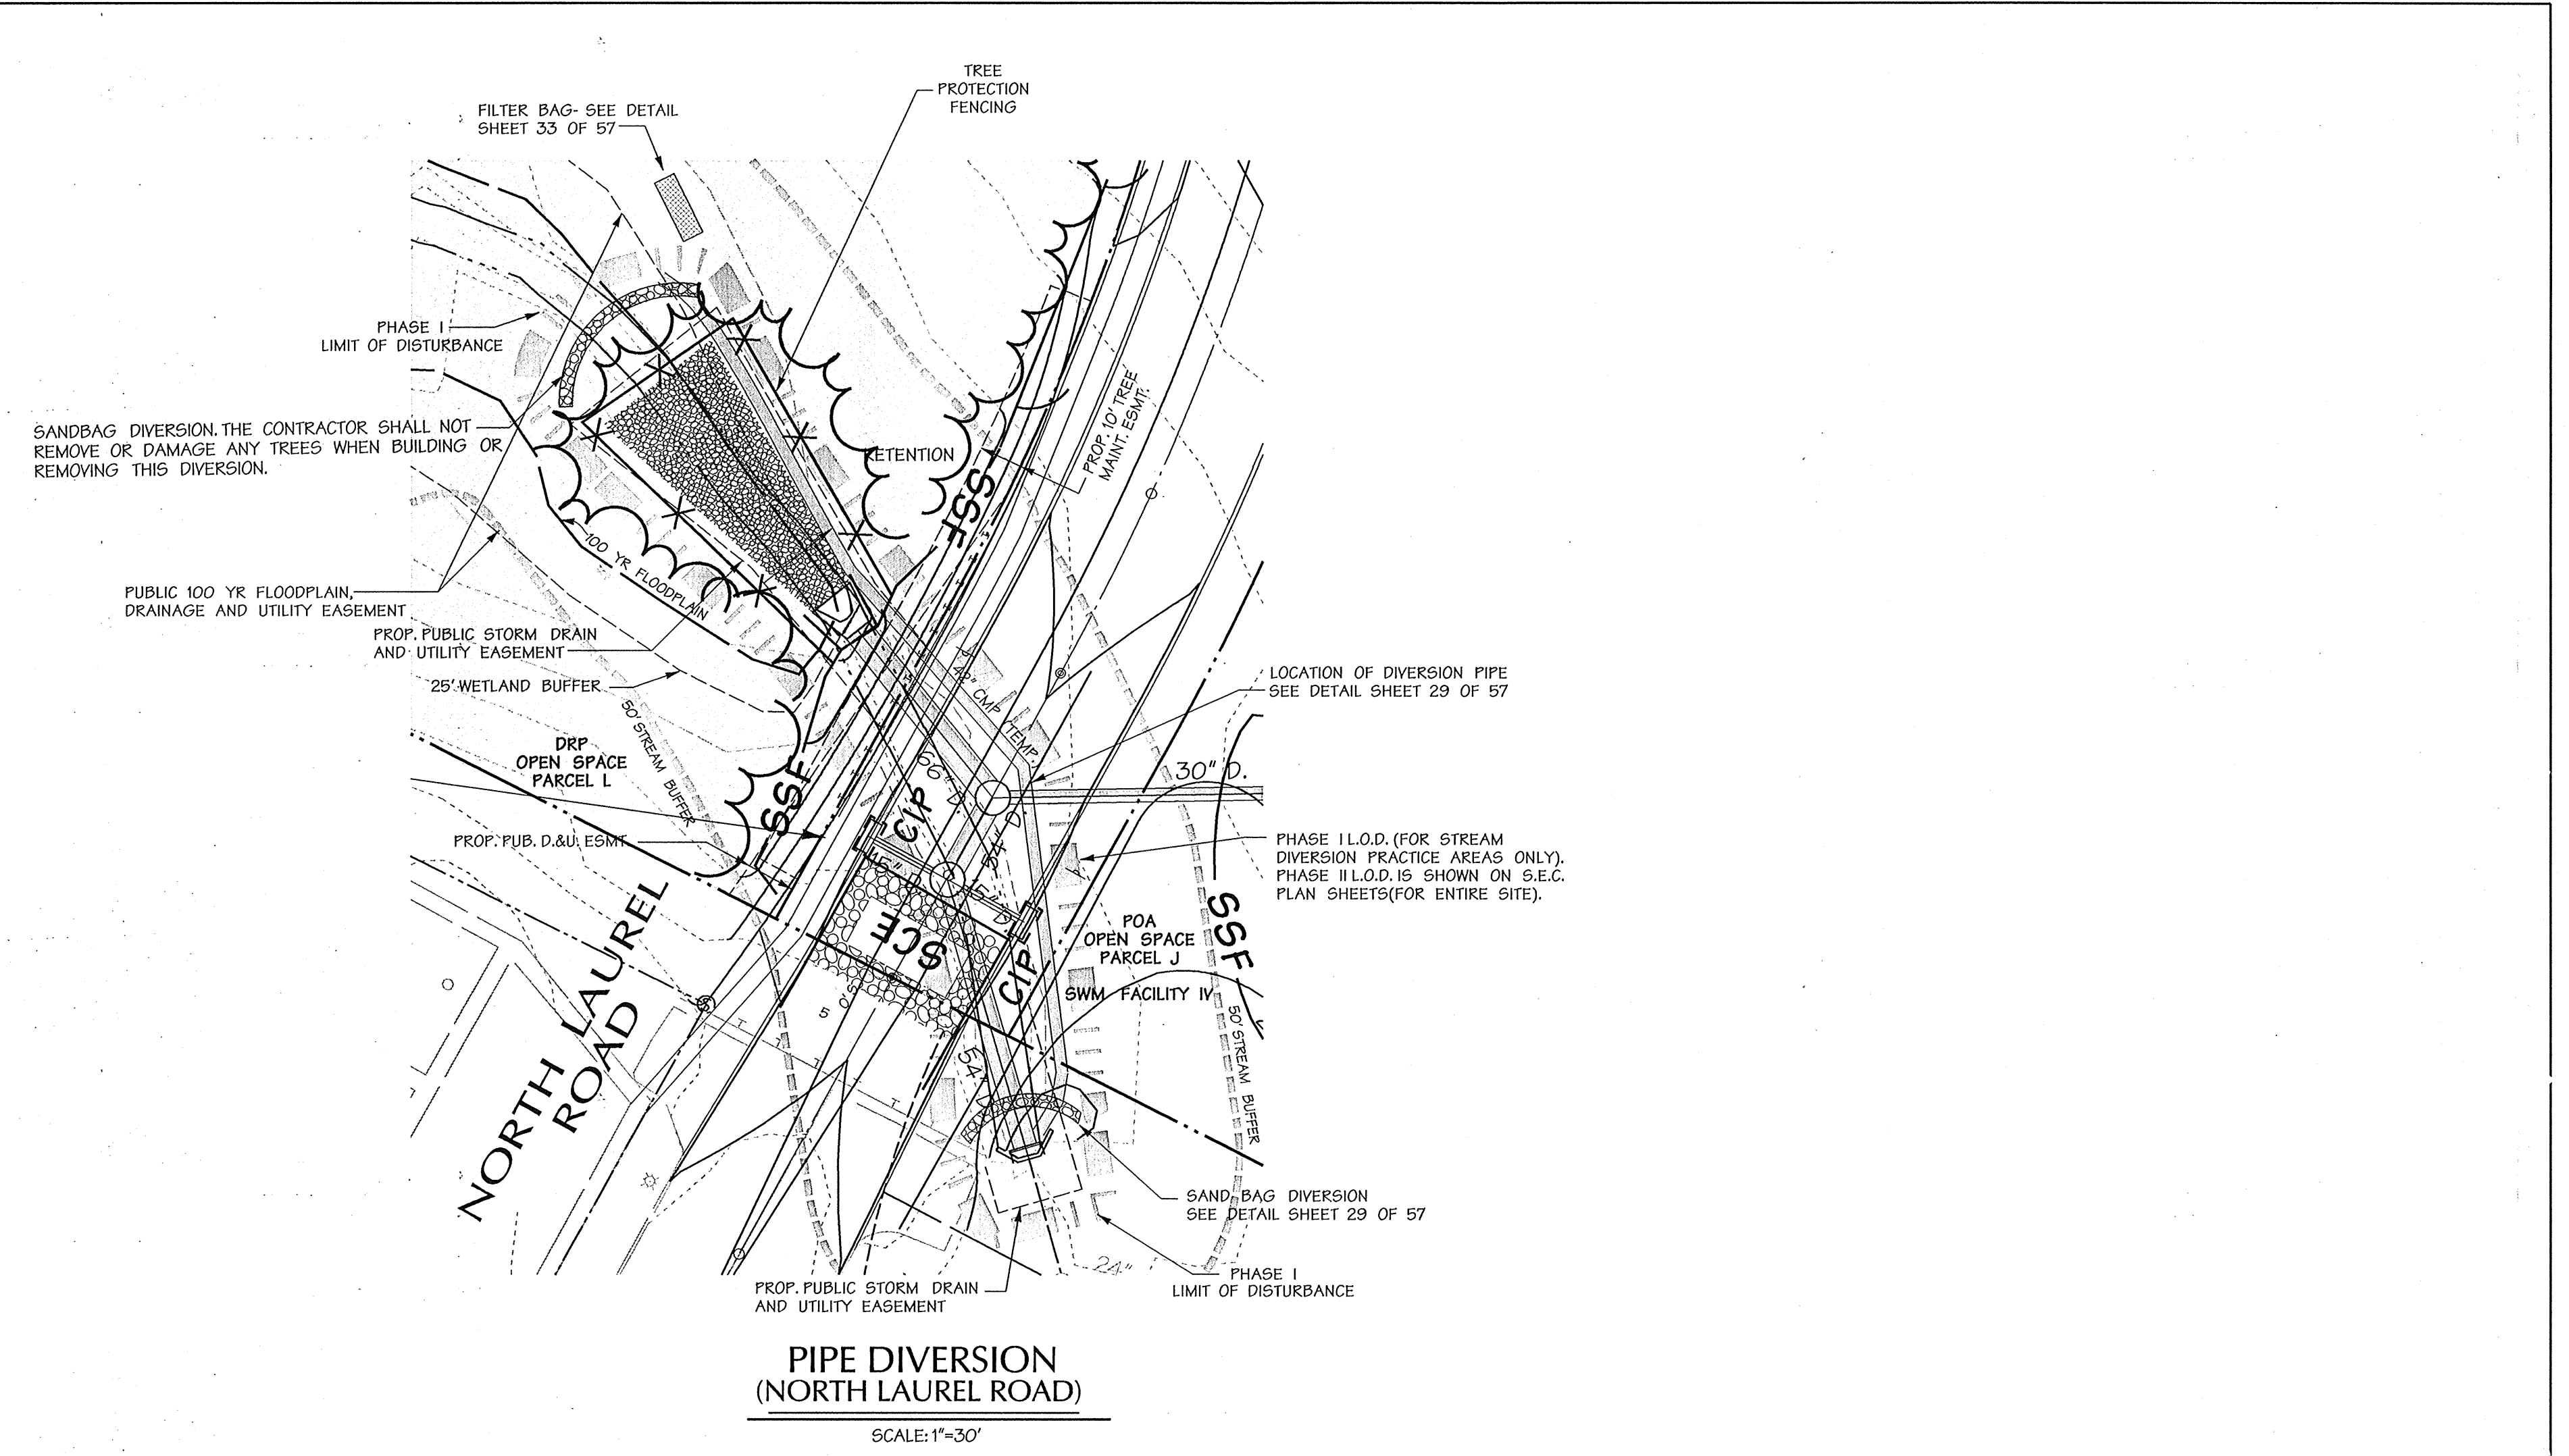 TREE
PROTECTION
FENCING
FILTER BAG- SEE DETAIL
SHEET 33 OF 57
PHASE I
LIMIT OF DISTURBANCE
PROP. 10' TREE
MAINT. ESMT.
SANDBAG DIVERSION. THE CONTRACTOR SHALL NOT
REMOVE OR DAMAGE ANY TREES WHEN BUILDING OR
REMOVING THIS DIVERSION.
RETENTION
SSF
100 YR FLOODPLAIN
PUBLIC 100 YR FLOODPLAIN,
DRAINAGE AND UTILITY EASEMENT
PROP. PUBLIC STORM DRAIN
AND UTILITY EASEMENT
25' WETLAND BUFFER
LOCATION OF DIVERSION PIPE
SEE DETAIL SHEET 29 OF 57
42" CMP (TEMP.)
50' STREAM BUFFER
DRP
OPEN SPACE
PARCEL L
66" D.
30" D.
SSF
CIP
54" D.
PROP. PUB. D.&U. ESMT
15" D.
15" D.
PHASE I L.O.D. (FOR STREAM
DIVERSION PRACTICE AREAS ONLY).
PHASE II L.O.D. IS SHOWN ON S.E.C.
PLAN SHEETS(FOR ENTIRE SITE).
SCE
SSF
POA
OPEN SPACE
PARCEL J
CIP
SWM FACILITY IV
NORTH LAUREL
ROAD
50' STREAM BUFFER
54"
SAND BAG DIVERSION
SEE DETAIL SHEET 29 OF 57
24"
PHASE I
LIMIT OF DISTURBANCE
PROP. PUBLIC STORM DRAIN
AND UTILITY EASEMENT
PIPE DIVERSION
(NORTH LAUREL ROAD)
SCALE: 1"=30'